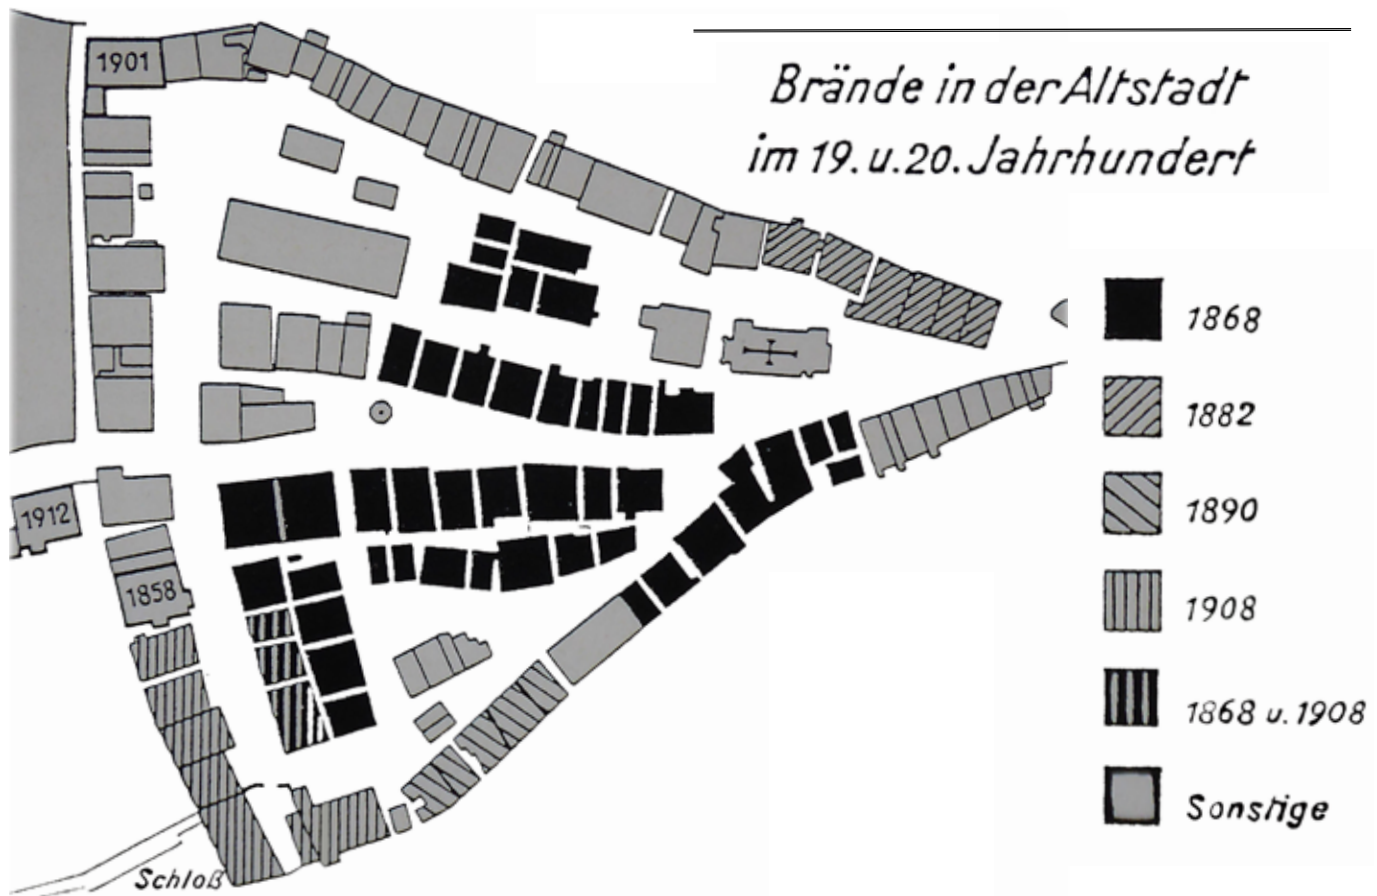 Brände in der Altstadt
im 19. u. 20. Jahrhundert
1901
1912
1858
Schloß
1868
1882
1890
1908
1868 u. 1908
Sonstige